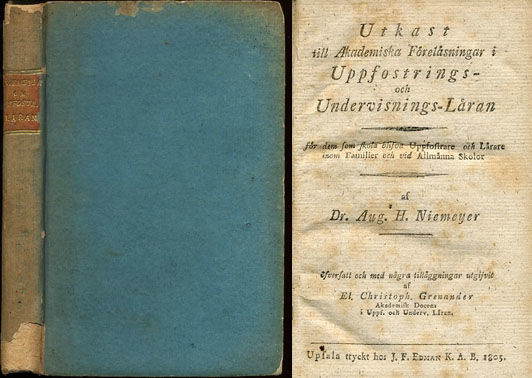 LÄRAN.
Utkast
till Akademiska Föreläsningar i
Uppfostrings-
och
Undervisnings-Läran
för dem som skola blifva Uppfostrare och Lärare
inom Familier och vid Allmänna Skolor
af
Dr. Aug. H. Niemeyer
öfversatt och med några tilläggningar utgifvit
af
El. Christoph. Grenander
Akademisk Docens
i Uppf. och Underv. Läran.
Upsala tryckt hos J. F. EDMAN K. A. B. 1805.